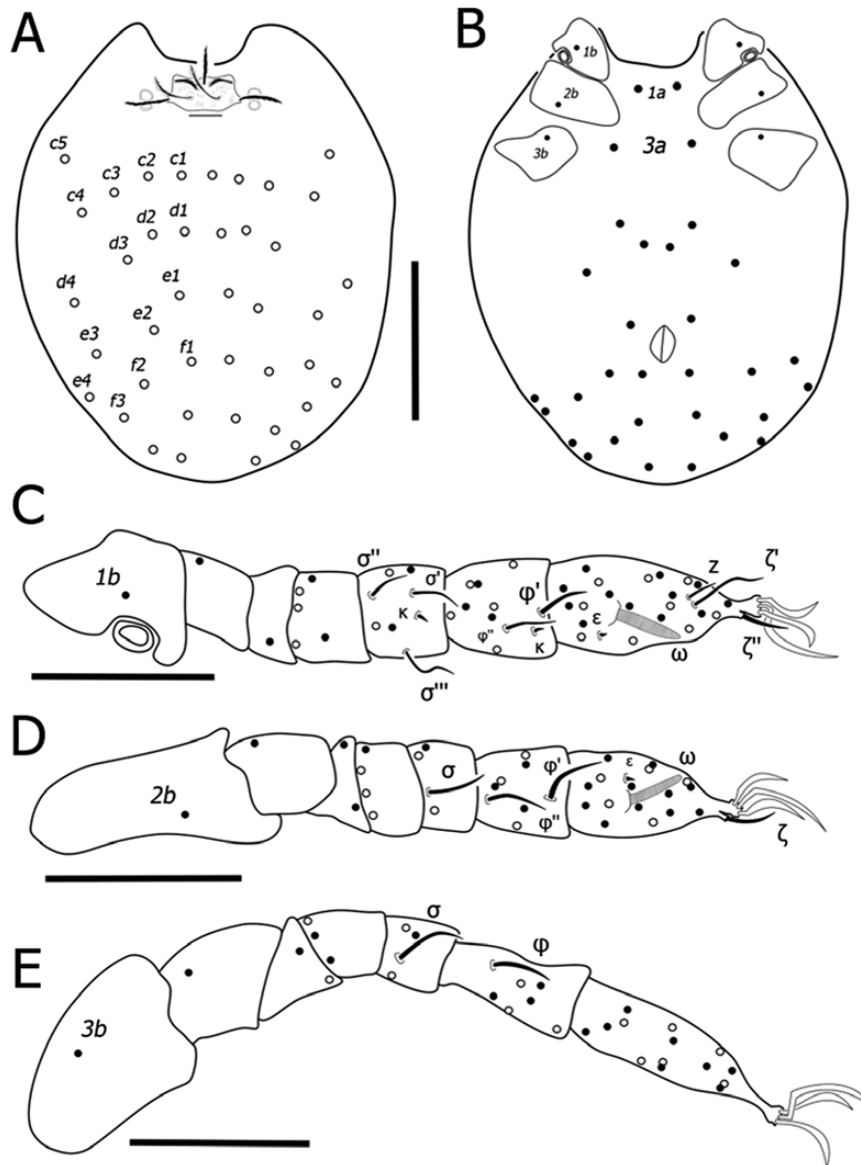 A
B
1b
2b
1a
3b
3a
c5
c3
c2
c1
c4
d2
d1
d3
d4
e1
e2
e3
f1
f2
e4
f3
C
1b
σ''
σ'
κ
σ'''
φ'
φ''
κ
ε
ω
z
ζ'
ζ''
D
2b
σ
φ'
φ''
ε
ω
ζ
E
3b
σ
φ